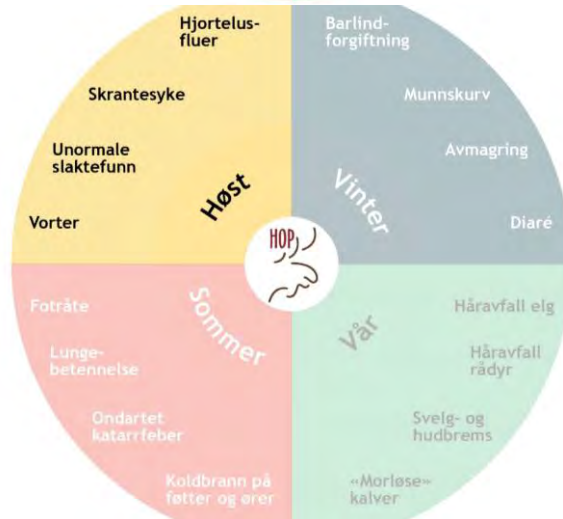 Hjortelus-
fluer
Skrantesyke
Unormale
slaktefunn
Vorter
Høst
Barlind-
forgiftning
Munnskurv
Avmagring
Diaré
Vinter
HOP
Fotråte
Lunge-
betennelse
Ondartet
katarrfeber
Koldbrann på
føtter og ører
Sommer
Håravfall elg
Håravfall
rådyr
Svelg- og
hudbrems
«Morløse»
kalver
Vår